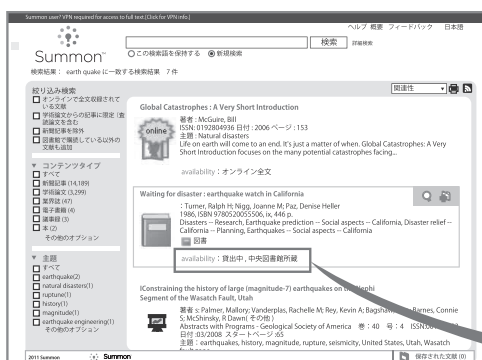 Summon user? VPN required for access to full text.[Click for VPN info.]
ヘルプ 概要 フィードバック 日本語
Summon™
検索 詳細検索
この検索語を保持する 新規検索
検索結果： earth quake に一致する検索結果 7 件
関連性
絞り込み検索
オンラインで全文収録されている文献
学術論文からの記事に限定（査読論文を含む
新聞記事を除外
図書館で購読している以外の文献も追加
コンテンツタイプ
すべて
新聞記事 (14,189)
学術論文 (3,299)
業界誌 (47)
電子書籍 (4)
議事録 (3)
本 (2)
その他のオプション
主題
すべて
earthquake(2)
natural disasters(1)
rupture(1)
history(1)
magnitude(1)
earthquake engineering(1)
その他のオプション
Global Catastrophes : A Very Short Introduction
online
著者 : McGuire, Bill
ISSN: 0192804936 日付 : 2006 ページ : 153
主題 : Natural disasters
Life on earth will come to an end. It's just a matter of when. Global Catastrophes: A Very
Short Introduction focuses on the many potential catastrophes facing...
availability：オンライン全文
Waiting for disaster : earthquake watch in California
: Turner, Ralph H; Nigg, Joanne M; Paz, Denise Heller
1986, ISBN 9780520055506, ix, 446 p.
Disasters -- Research, Earthquake prediction -- Social aspects -- California, Disaster relief --
California -- Planning, Earthquakes -- Social aspects -- California
図書
availability：貸出中 , 中央図書館所蔵
IConstraining the history of large (magnitude-7) earthquakes on the Nephi
Segment of the Wasatch Fault, Utah
著者 s: Palmer, Mallory; Vanderplas, Rachelle M; Rey, Kevin A; Bagsha Barnes, Connie
S; McShinsky, R Dawn( その他 )
Abstracts with Programs - Geological Society of America 巻：40 号：4 ISSN:
日付 :03/2008 スタートページ :65
主題： earthquakes, history, magnitude, rupture, seismicity, United States, Utah, Wasatch
2011 Summon Summon
保存された文献 (0)